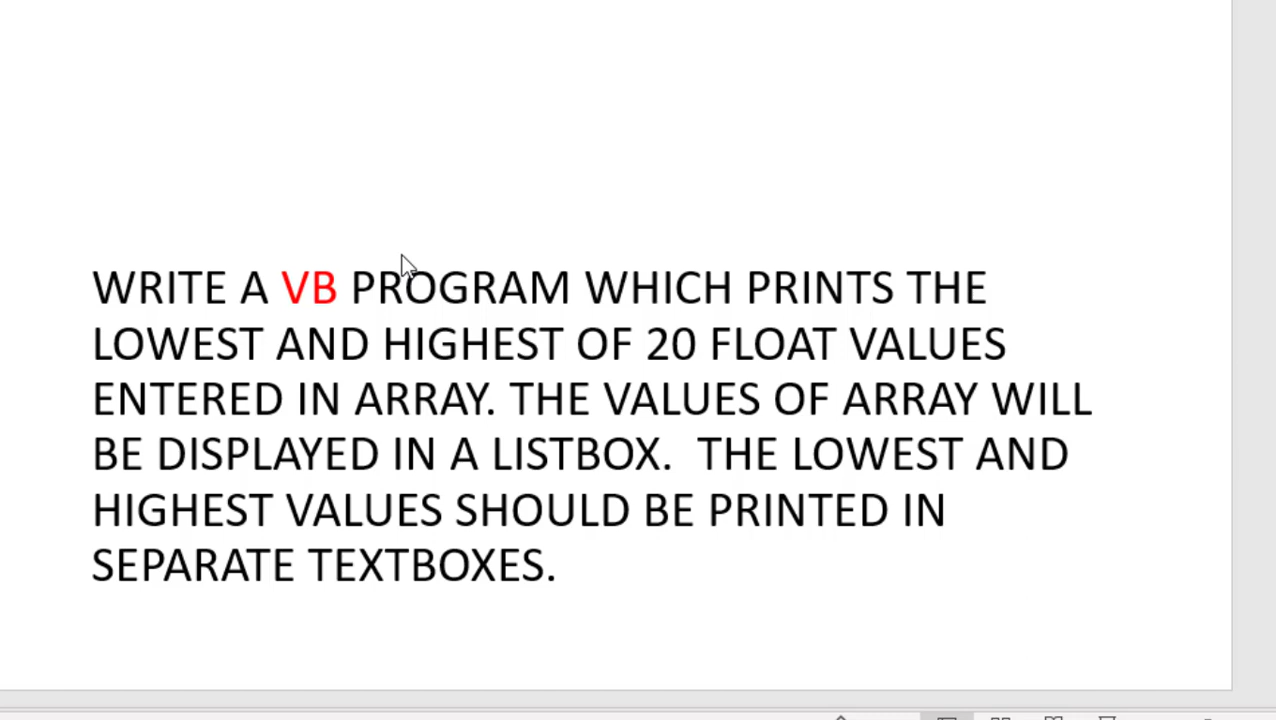 WRITE A VB PROGRAM WHICH PRINTS THE
LOWEST AND HIGHEST OF 20 FLOAT VALUES
ENTERED IN ARRAY. THE VALUES OF ARRAY WILL
BE DISPLAYED IN A LISTBOX.  THE LOWEST AND
HIGHEST VALUES SHOULD BE PRINTED IN
SEPARATE TEXTBOXES.